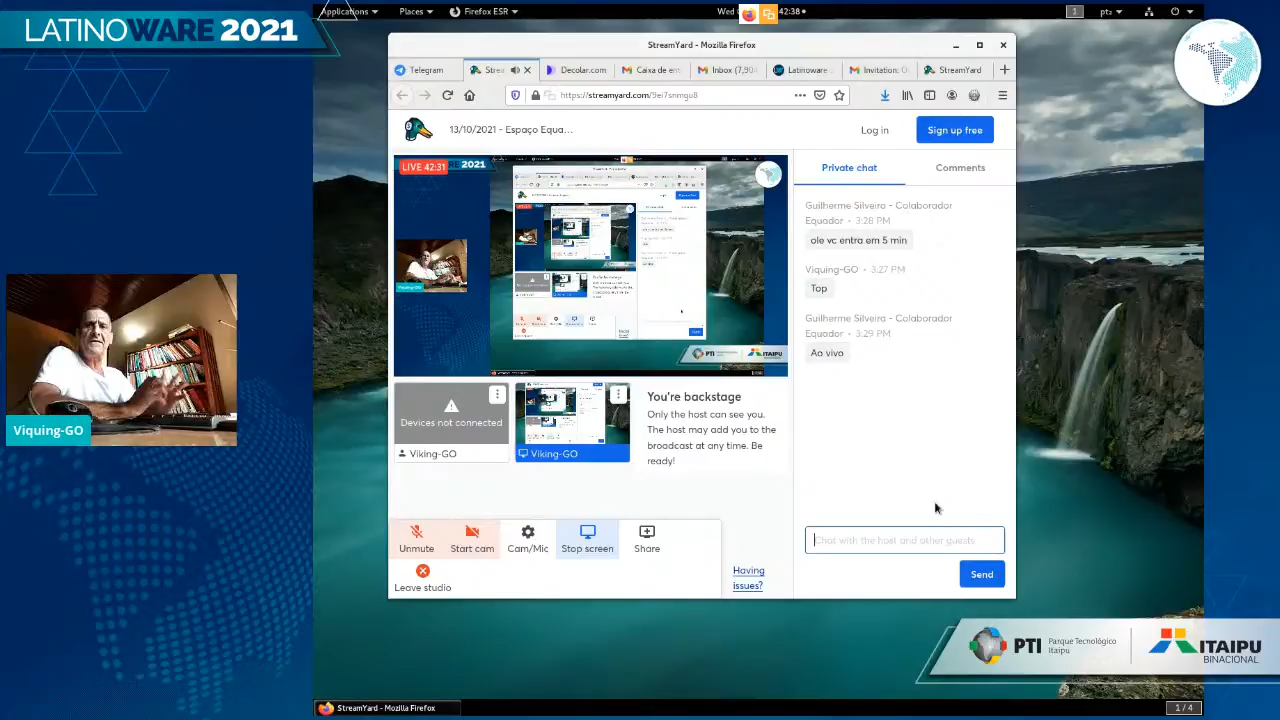 LATINOWARE 2021
Applications
Places
Firefox ESR
Wed
42:38
1
pt₂
StreamYard - Mozilla Firefox
Telegram
Strea
Decolar.com
Caixa de en
Inbox (7,90
Latinoware
Invitation: O
StreamYard
https://streamyard.com/9ei7snmgu8
13/10/2021 - Espaço Equa...
Log in
Sign up free
LIVE 42:31
2021
Private chat
Comments
Guilherme Silveira - Colaborador
Equador • 3:28 PM
ole vc entra em 5 min
Viquing-GO • 3:27 PM
Top
Guilherme Silveira - Colaborador
Equador • 3:29 PM
Ao vivo
PTI
ITAIPU
Devices not connected
Viking-GO
Viking-GO
You're backstage
Only the host can see you.
The host may add you to the
broadcast at any time. Be
ready!
Viquing-GO
Unmute
Start cam
Cam/Mic
Stop screen
Share
Leave studio
Having
issues?
Chat with the host and other guests
Send
PTI
Parque Tecnológico
Itaipu
ITAIPU
BINACIONAL
StreamYard - Mozilla Firefox
1 / 4